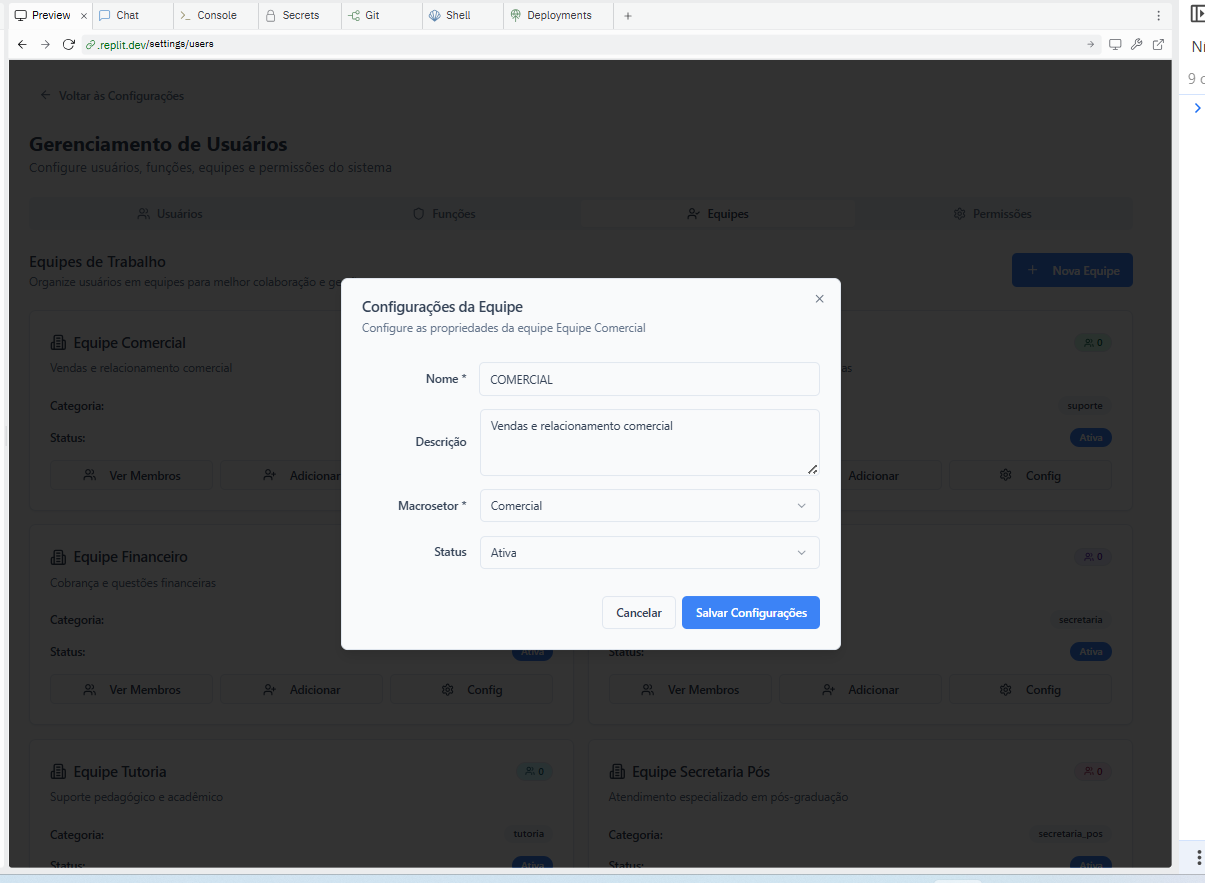 Preview
Chat
Console
Secrets
Git
Shell
Deployments
.replit.dev/settings/users
9
Voltar às Configurações
Gerenciamento de Usuários
Configure usuários, funções, equipes e permissões do sistema
Usuários
Funções
Equipes
Permissões
Equipes de Trabalho
Organize usuários em equipes para melhor colaboração e
Nova Equipe
Equipe Comercial
0
Vendas e relacionamento comercial
Categoria:
suporte
Status:
Ativa
Ver Membros
Adicionar
Adicionar
Config
Configurações da Equipe
Configure as propriedades da equipe Equipe Comercial
Nome *
COMERCIAL
Descrição
Vendas e relacionamento comercial
Macrosetor *
Comercial
Status
Ativa
Cancelar
Salvar Configurações
Equipe Financeiro
0
Cobrança e questões financeiras
Categoria:
secretaria
Status:
Ativa
Status:
Ativa
Ver Membros
Adicionar
Config
Ver Membros
Adicionar
Config
Equipe Tutoria
0
Suporte pedagógico e acadêmico
Categoria:
tutoria
Status:
Ativa
Equipe Secretaria Pós
0
Atendimento especializado em pós-graduação
Categoria:
secretaria_pos
Status:
Ativa